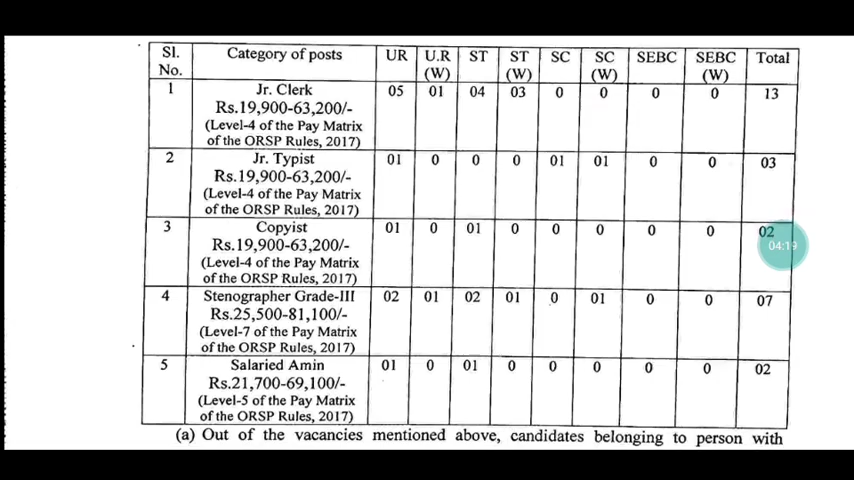 Sl. No. Category of posts UR U.R (W) ST ST (W) SC SC (W) SEBC SEBC (W) Total
1 Jr. Clerk 05 01 04 03 0 0 0 0 13
Rs.19,900-63,200/-
(Level-4 of the Pay Matrix
of the ORSP Rules, 2017)
2 Jr. Typist 01 0 0 0 01 01 0 0 03
Rs.19,900-63,200/-
(Level-4 of the Pay Matrix
of the ORSP Rules, 2017)
3 Copyist 01 0 01 0 0 0 0 0 02
Rs.19,900-63,200/-
04:19
(Level-4 of the Pay Matrix
of the ORSP Rules, 2017)
4 Stenographer Grade-III 02 01 02 01 0 01 0 0 07
Rs.25,500-81,100/-
(Level-7 of the Pay Matrix
of the ORSP Rules, 2017)
5 Salaried Amin 01 0 01 0 0 0 0 0 02
Rs.21,700-69,100/-
(Level-5 of the Pay Matrix
of the ORSP Rules, 2017)
(a) Out of the vacancies mentioned above, candidates belonging to person with